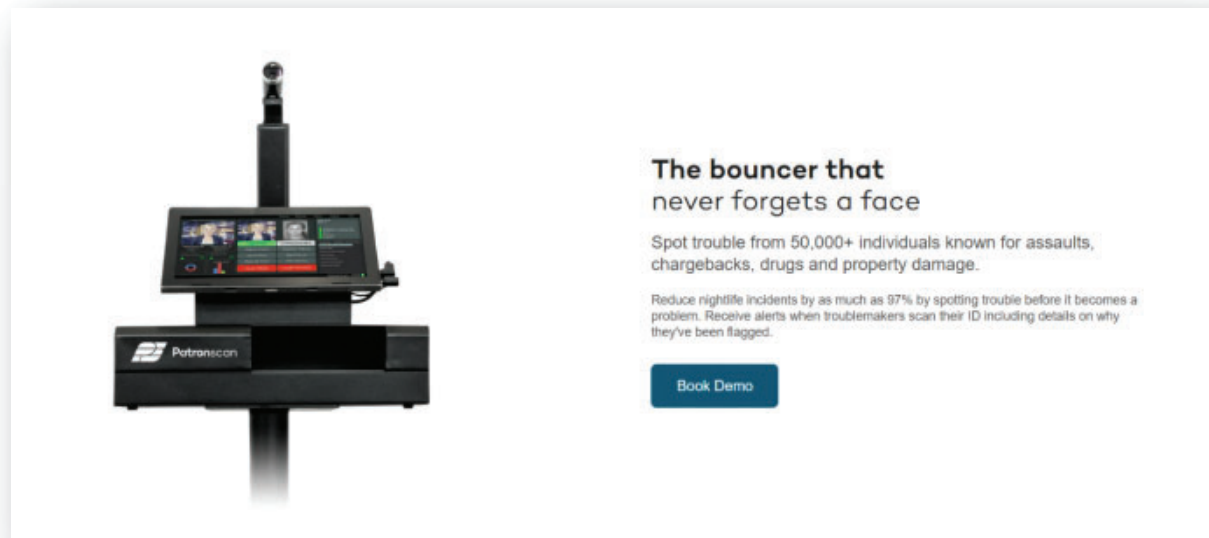 The bouncer that
never forgets a face
Spot trouble from 50,000+ individuals known for assaults,
chargebacks, drugs and property damage.
Reduce nightlife incidents by as much as 97% by spotting trouble before it becomes a
problem. Receive alerts when troublemakers scan their ID including details on why
they've been flagged.
Book Demo
Patronscan